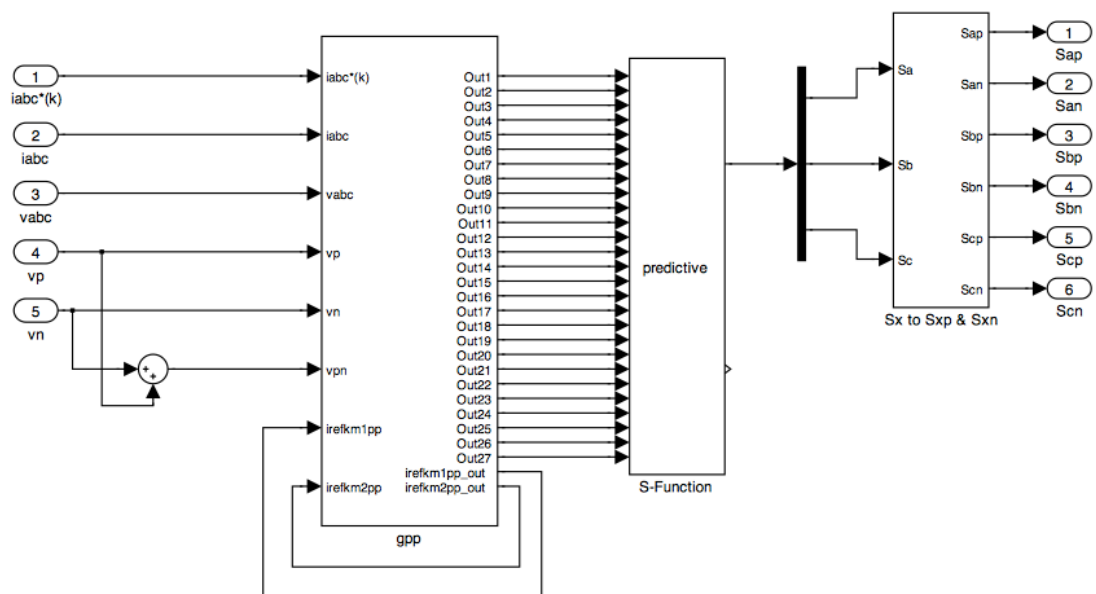 1
iabc*(k)
2
iabc
3
vabc
4
vp
5
vn
+
+
iabc*(k)
iabc
vabc
vp
vn
vpn
irefkm1pp
irefkm2pp
Out1
Out2
Out3
Out4
Out5
Out6
Out7
Out8
Out9
Out10
Out11
Out12
Out13
Out14
Out15
Out16
Out17
Out18
Out19
Out20
Out21
Out22
Out23
Out24
Out25
Out26
Out27
irefkm1pp_out
irefkm2pp_out
gpp
predictive
S-Function
Sa
Sb
Sc
Sap
San
Sbp
Sbn
Scp
Scn
Sx to Sxp & Sxn
1
Sap
2
San
3
Sbp
4
Sbn
5
Scp
6
Scn